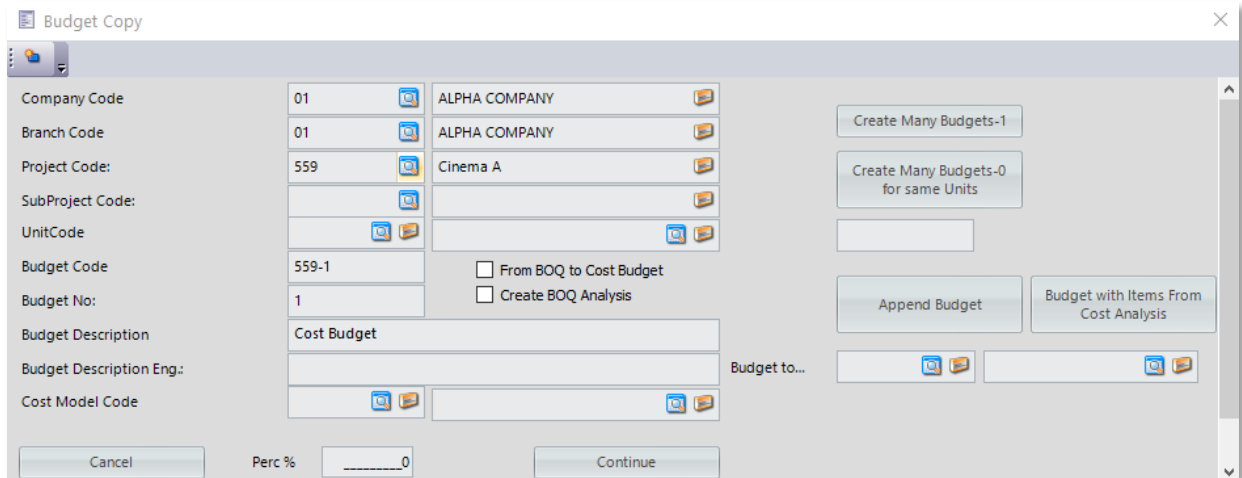 Budget Copy
Company Code 01 ALPHA COMPANY
Create Many Budgets-1
Branch Code 01 ALPHA COMPANY
Project Code: 559 Cinema A
Create Many Budgets-0
for same Units
SubProject Code:
UnitCode
Budget Code 559-1 From BOQ to Cost Budget
Create BOQ Analysis
Budget No: 1
Append Budget
Budget with Items From
Cost Analysis
Budget Description Cost Budget
Budget Description Eng.: Budget to...
Cost Model Code
Cancel Perc % _________0 Continue